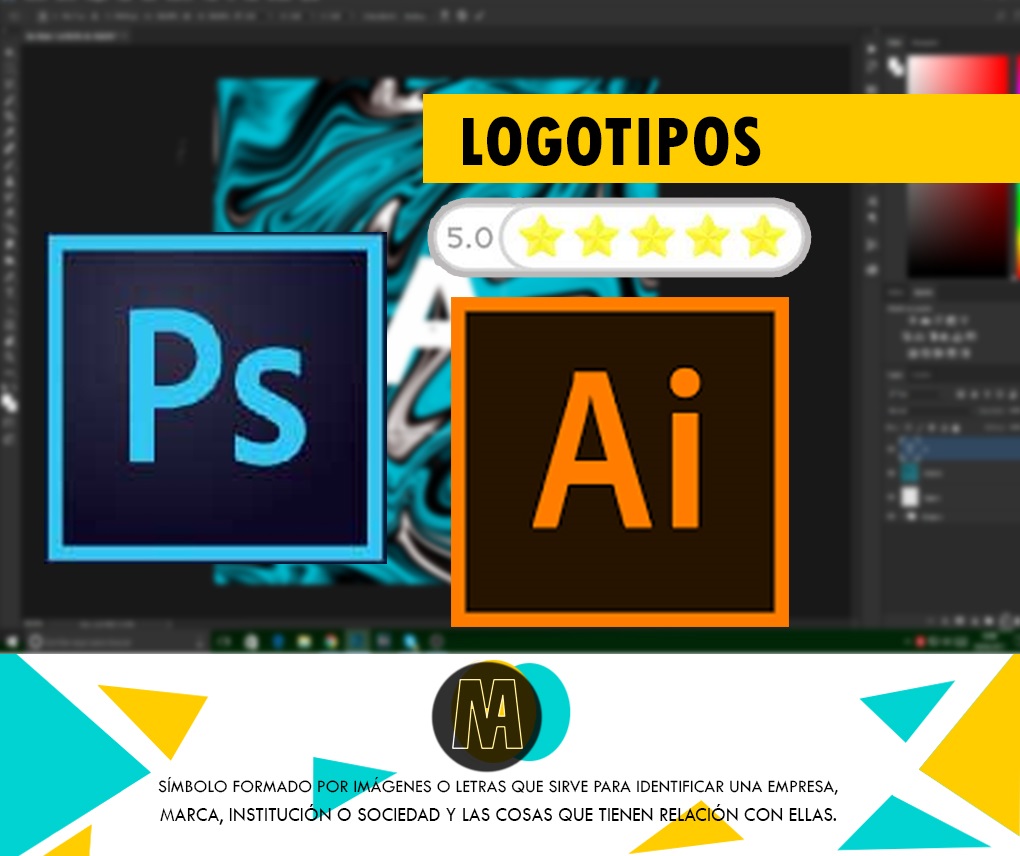 LOGOTIPOS
5.0
Ps
Ai
MA
SÍMBOLO FORMADO POR IMÁGENES O LETRAS QUE SIRVE PARA IDENTIFICAR UNA EMPRESA,
MARCA, INSTITUCIÓN O SOCIEDAD Y LAS COSAS QUE TIENEN RELACIÓN CON ELLAS.